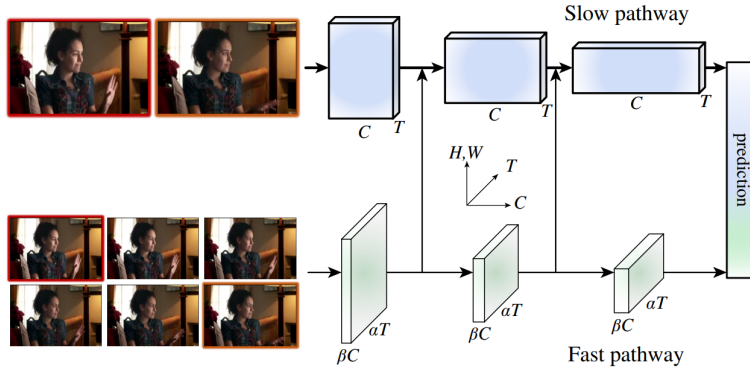 Slow pathway
C
T
C
T
C
T
prediction
H,W
T
C
αT
βC
αT
βC
αT
βC
Fast pathway